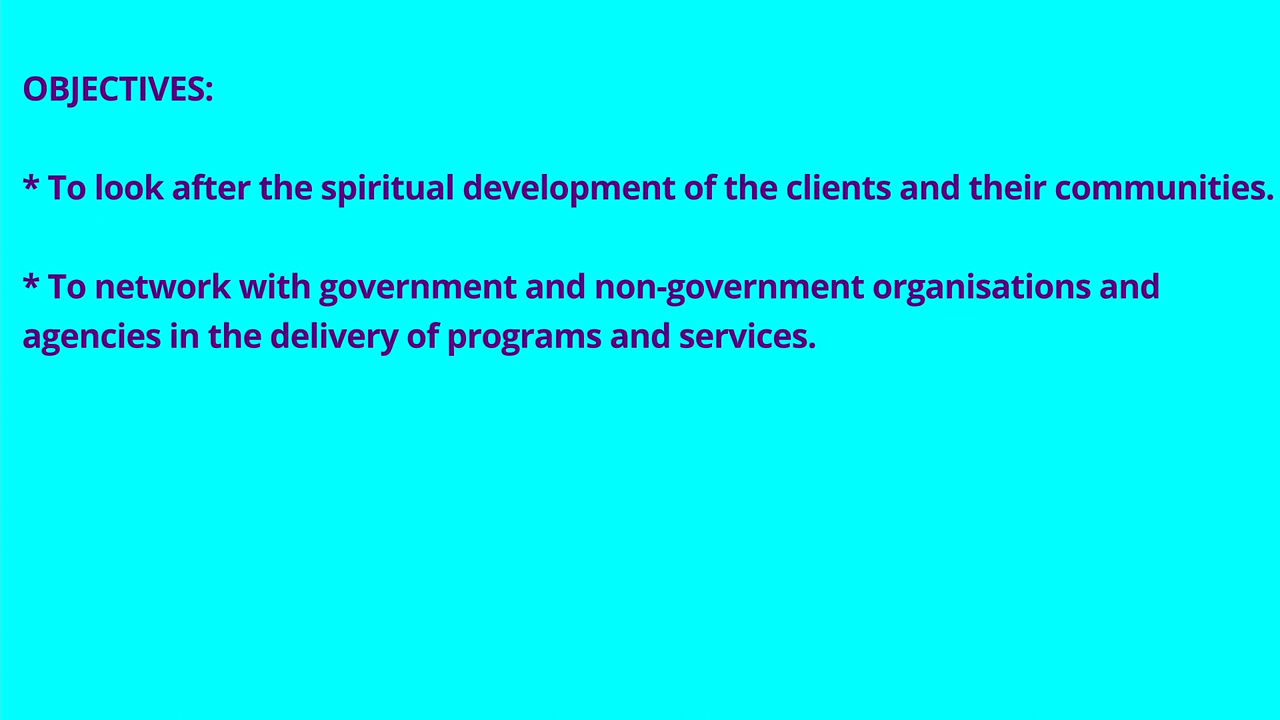 OBJECTIVES:
* To look after the spiritual development of the clients and their communities.
* To network with government and non-government organisations and
agencies in the delivery of programs and services.